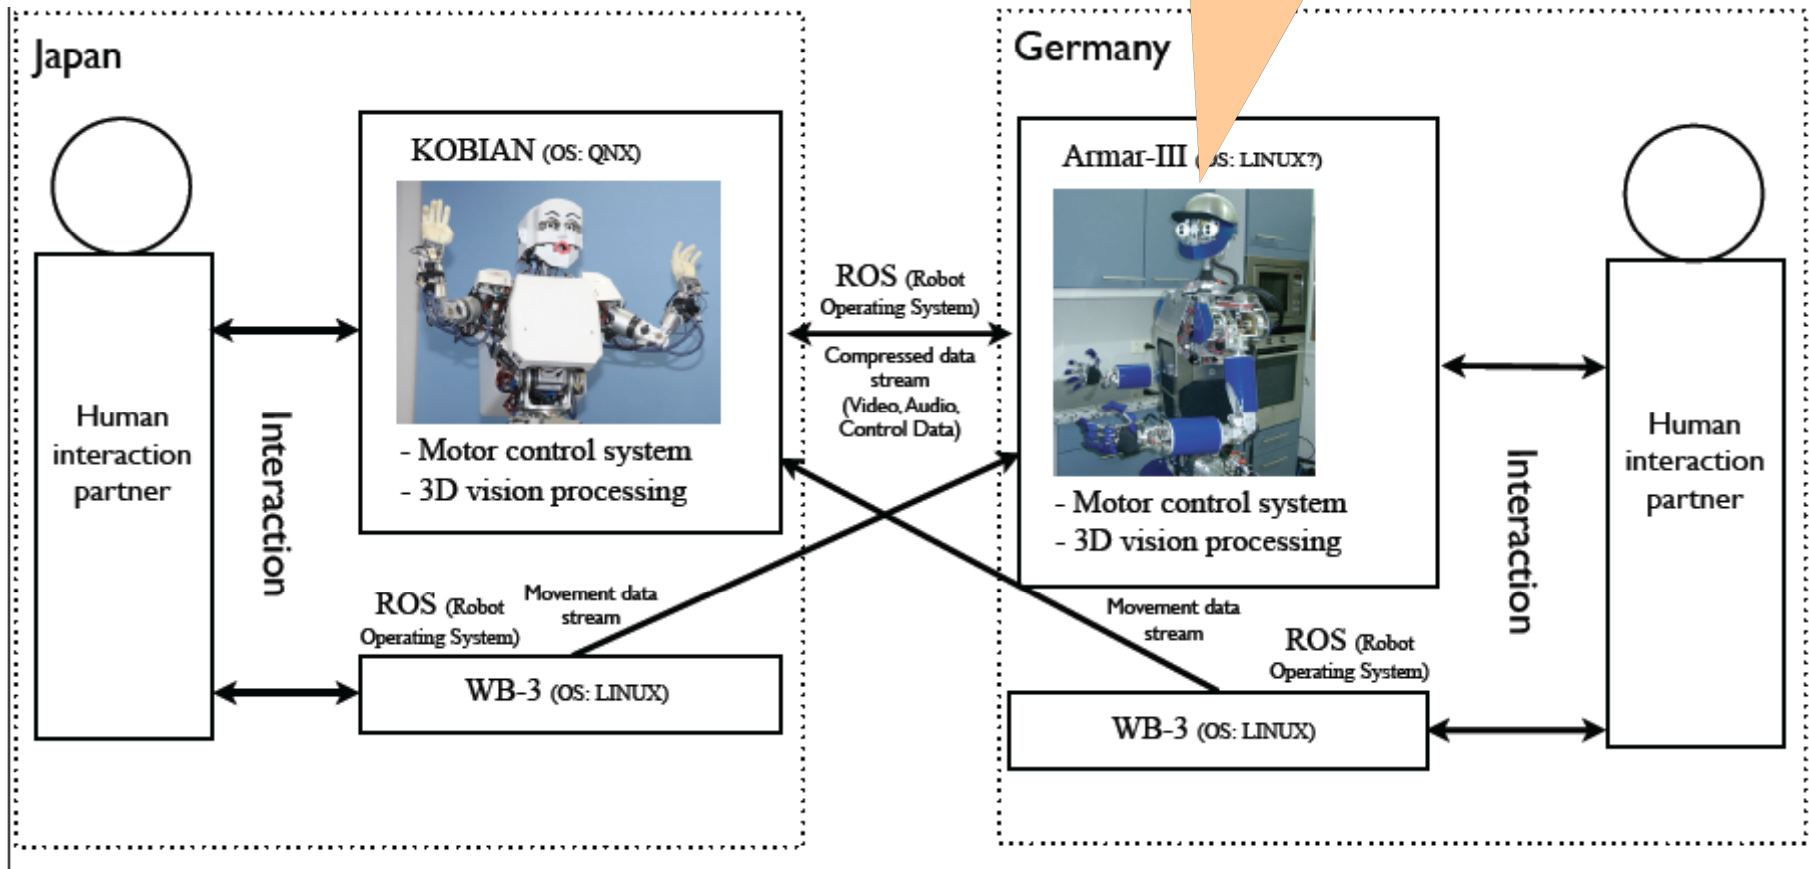 Japan
KOBIAN (OS: QNX)
- Motor control system
- 3D vision processing
Human
interaction
partner
Interaction
ROS (Robot
Operating System)
Movement data
stream
WB-3 (OS: LINUX)
ROS (Robot
Operating System)
Compressed data
stream
(Video, Audio,
Control Data)
Germany
Armar-III (OS: LINUX?)
- Motor control system
- 3D vision processing
Movement data
stream
ROS (Robot
Operating System)
WB-3 (OS: LINUX)
Interaction
Human
interaction
partner